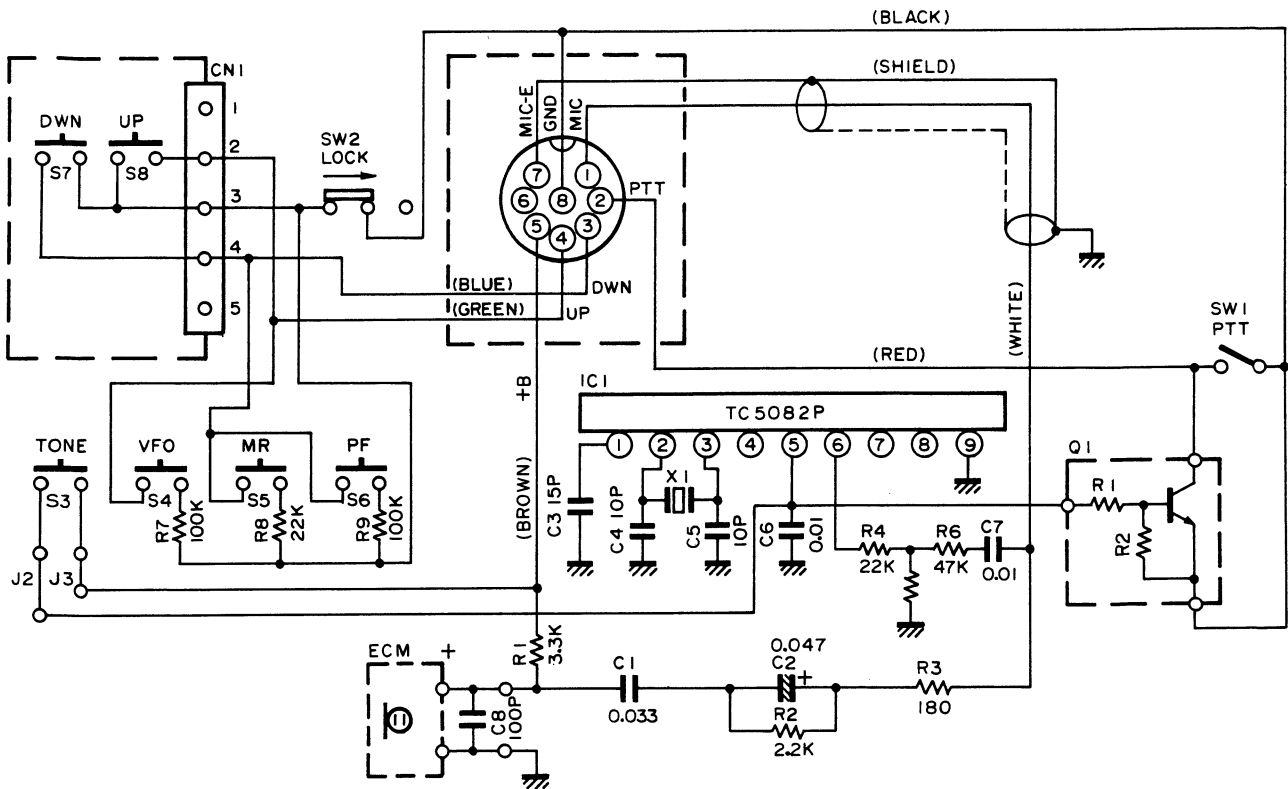 (BLACK)
CN1
(SHIELD)
MIC-E
GND
MIC
1
DWN
UP
SW2
LOCK
2
S7
S8
7
1
PTT
3
6
8
2
5
4
3
4
(BLUE)
DWN
5
(GREEN)
UP
(WHITE)
SW1
PTT
(RED)
+B
IC1
TC5082P
TONE
VFO
MR
PF
1
2
3
4
5
6
7
8
9
Q1
S3
S4
S5
S6
X1
R1
R7
100K
R8
22K
R9
100K
(BROWN)
C3 15P
C4 10P
C5
10P
C6
0.01
R4
22K
R6
47K
C7
0.01
R2
J2
J3
ECM
+
R1
3.3K
C1
0.033
0.047
C2
+
R3
180
C8
100P
R2
2.2K